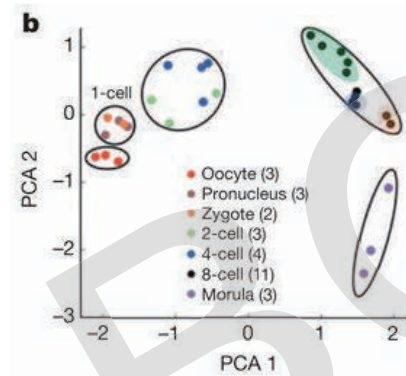 b
1
0
−1
−2
−3
PCA 2
1-cell
Oocyte (3)
Pronucleus (3)
Zygote (2)
2-cell (3)
4-cell (4)
8-cell (11)
Morula (3)
−2
−1
0
1
2
PCA 1